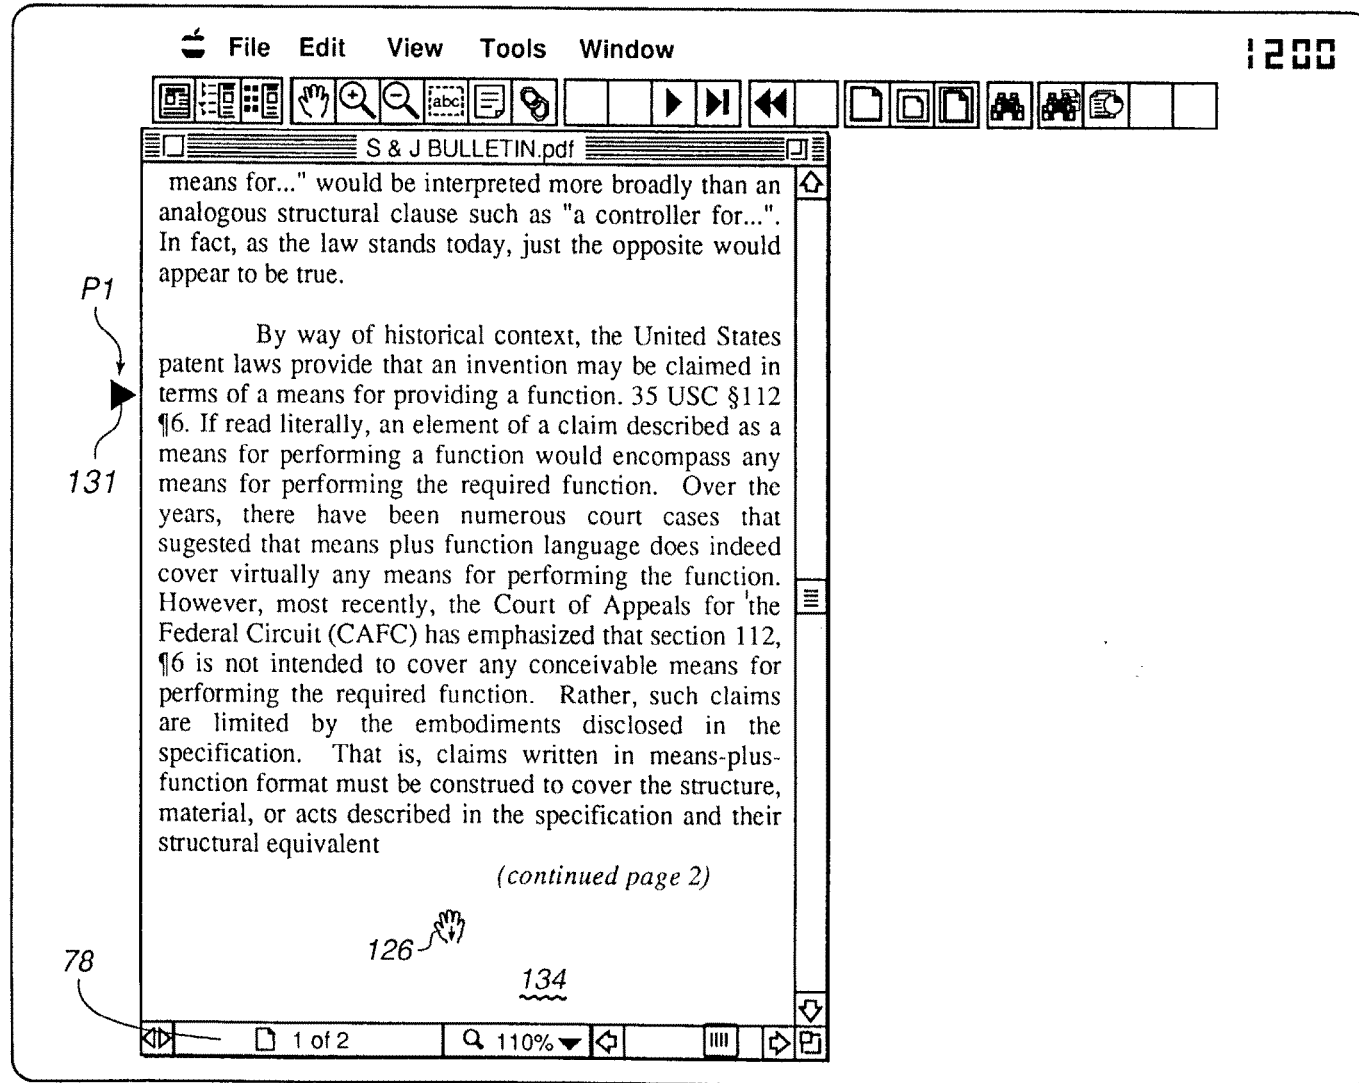 File Edit View Tools Window
1200
abc
S & J BULLETIN.pdf
means for..." would be interpreted more broadly than an
analogous structural clause such as "a controller for...".
In fact, as the law stands today, just the opposite would
appear to be true.
P1
By way of historical context, the United States
patent laws provide that an invention may be claimed in
terms of a means for providing a function. 35 USC §112
¶6. If read literally, an element of a claim described as a
means for performing a function would encompass any
131
means for performing the required function. Over the
years, there have been numerous court cases that
sugested that means plus function language does indeed
cover virtually any means for performing the function.
However, most recently, the Court of Appeals for the
Federal Circuit (CAFC) has emphasized that section 112,
¶6 is not intended to cover any conceivable means for
performing the required function. Rather, such claims
are limited by the embodiments disclosed in the
specification. That is, claims written in means-plus-
function format must be construed to cover the structure,
material, or acts described in the specification and their
structural equivalent
(continued page 2)
126
78
134
1 of 2 110%